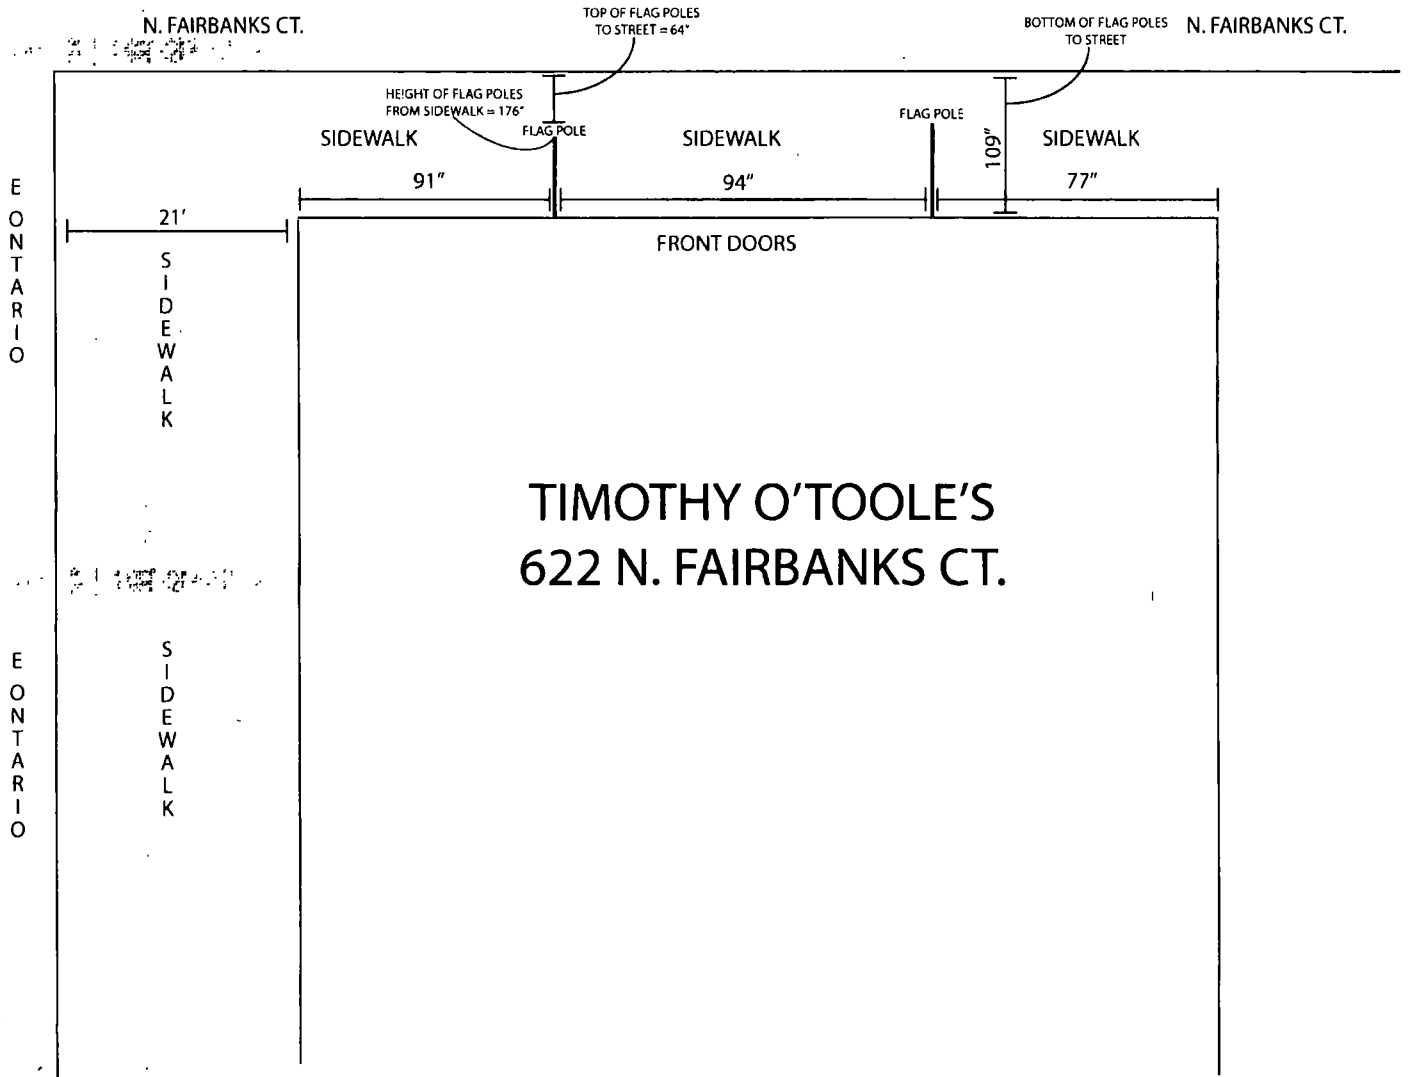 N. FAIRBANKS CT.
TOP OF FLAG POLES
TO STREET = 64"
BOTTOM OF FLAG POLES
TO STREET
N. FAIRBANKS CT.
HEIGHT OF FLAG POLES
FROM SIDEWALK = 176"
FLAG POLE
FLAG POLE
SIDEWALK
SIDEWALK
109"
SIDEWALK
91"
94"
77"
E ONTARIO
21'
SIDEWALK
FRONT DOORS
TIMOTHY O'TOOLE'S
622 N. FAIRBANKS CT.
E ONTARIO
SIDEWALK